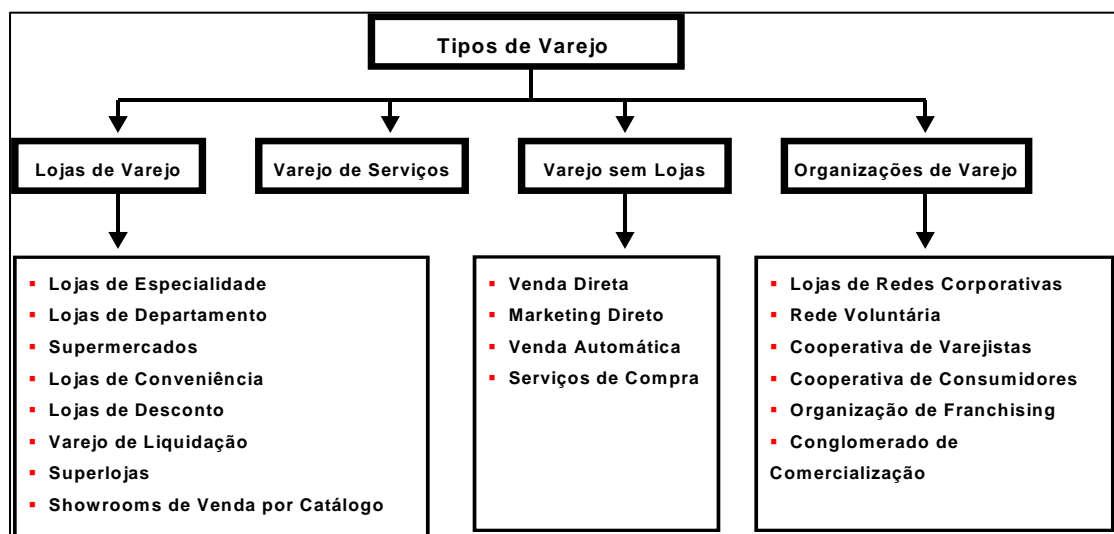 Tipos de Varejo
Lojas de Varejo
Varejo de Serviços
Varejo sem Lojas
Organizações de Varejo
Lojas de Especialidade
Lojas de Departamento
Supermercados
Lojas de Conveniência
Lojas de Desconto
Varejo de Liquidação
Superlojas
Showrooms de Venda por Catálogo
Venda Direta
Marketing Direto
Venda Automática
Serviços de Compra
Lojas de Redes Corporativas
Rede Voluntária
Cooperativa de Varejistas
Cooperativa de Consumidores
Organização de Franchising
Conglomerado de
Comercialização